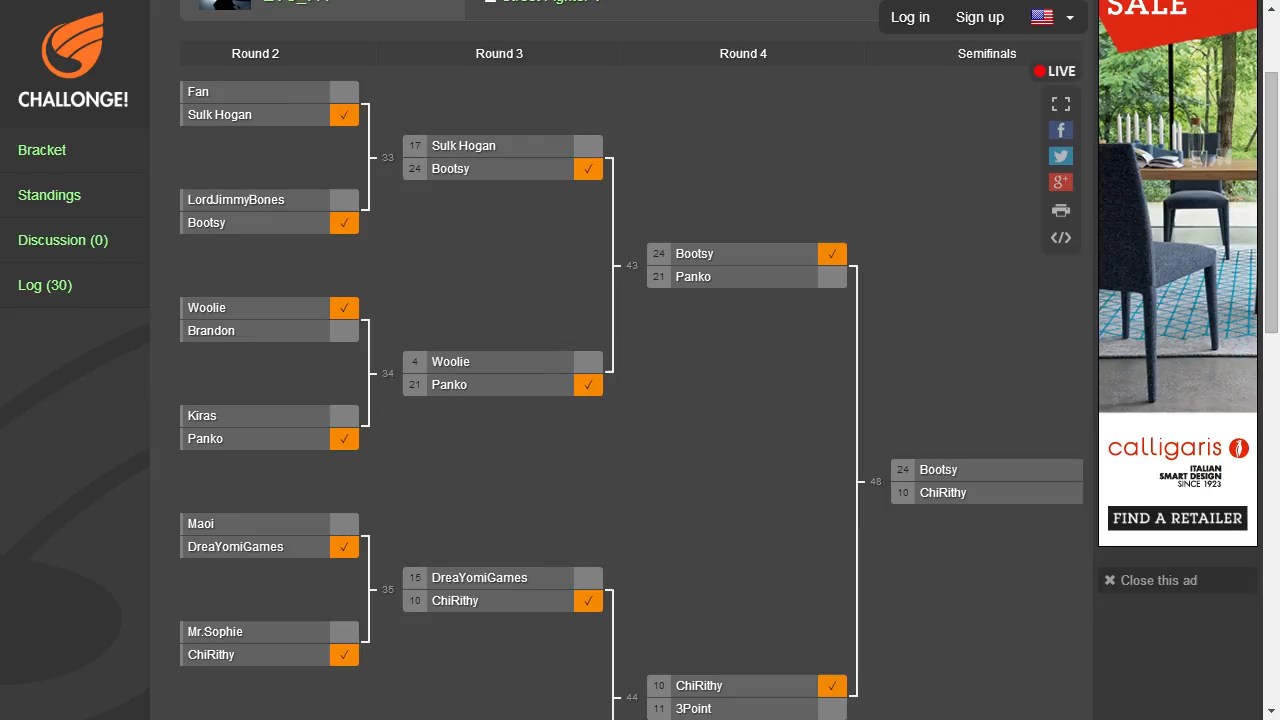 Log in
Sign up
Round 2
Round 3
Round 4
Semifinals
LIVE
CHALLONGE!
Bracket
Standings
Discussion (0)
Log (30)
Fan
Sulk Hogan ✓
33
LordJimmyBones
Bootsy ✓
Woolie ✓
Brandon
34
Kiras
Panko ✓
Maoi
DreaYomiGames ✓
35
Mr.Sophie
ChiRithy ✓
17 Sulk Hogan
24 Bootsy ✓
43
4 Woolie
21 Panko ✓
15 DreaYomiGames
10 ChiRithy ✓
44
24 Bootsy ✓
21 Panko
48
10 ChiRithy ✓
11 3Point
24 Bootsy
10 ChiRithy
SALE
calligaris
ITALIAN
SMART DESIGN
SINCE 1923
FIND A RETAILER
Close this ad